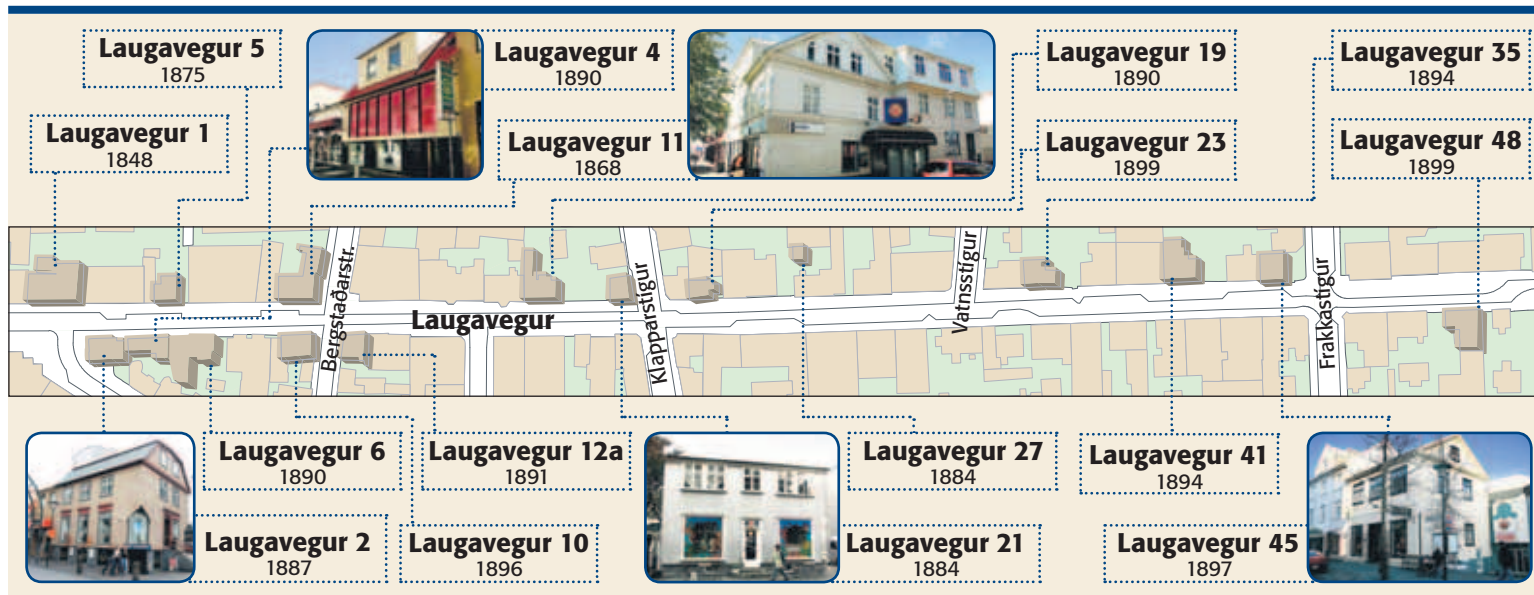 Laugavegur 5
1875
Laugavegur 4
1890
Laugavegur 19
1890
Laugavegur 35
1894
Laugavegur 1
1848
Laugavegur 11
1868
Laugavegur 23
1899
Laugavegur 48
1899
Bergstaðarstr.
Laugavegur
Klapparstígur
Vatnsstígur
Frakkastígur
Laugavegur 6
1890
Laugavegur 12a
1891
Laugavegur 27
1884
Laugavegur 41
1894
Laugavegur 2
1887
Laugavegur 10
1896
Laugavegur 21
1884
Laugavegur 45
1897